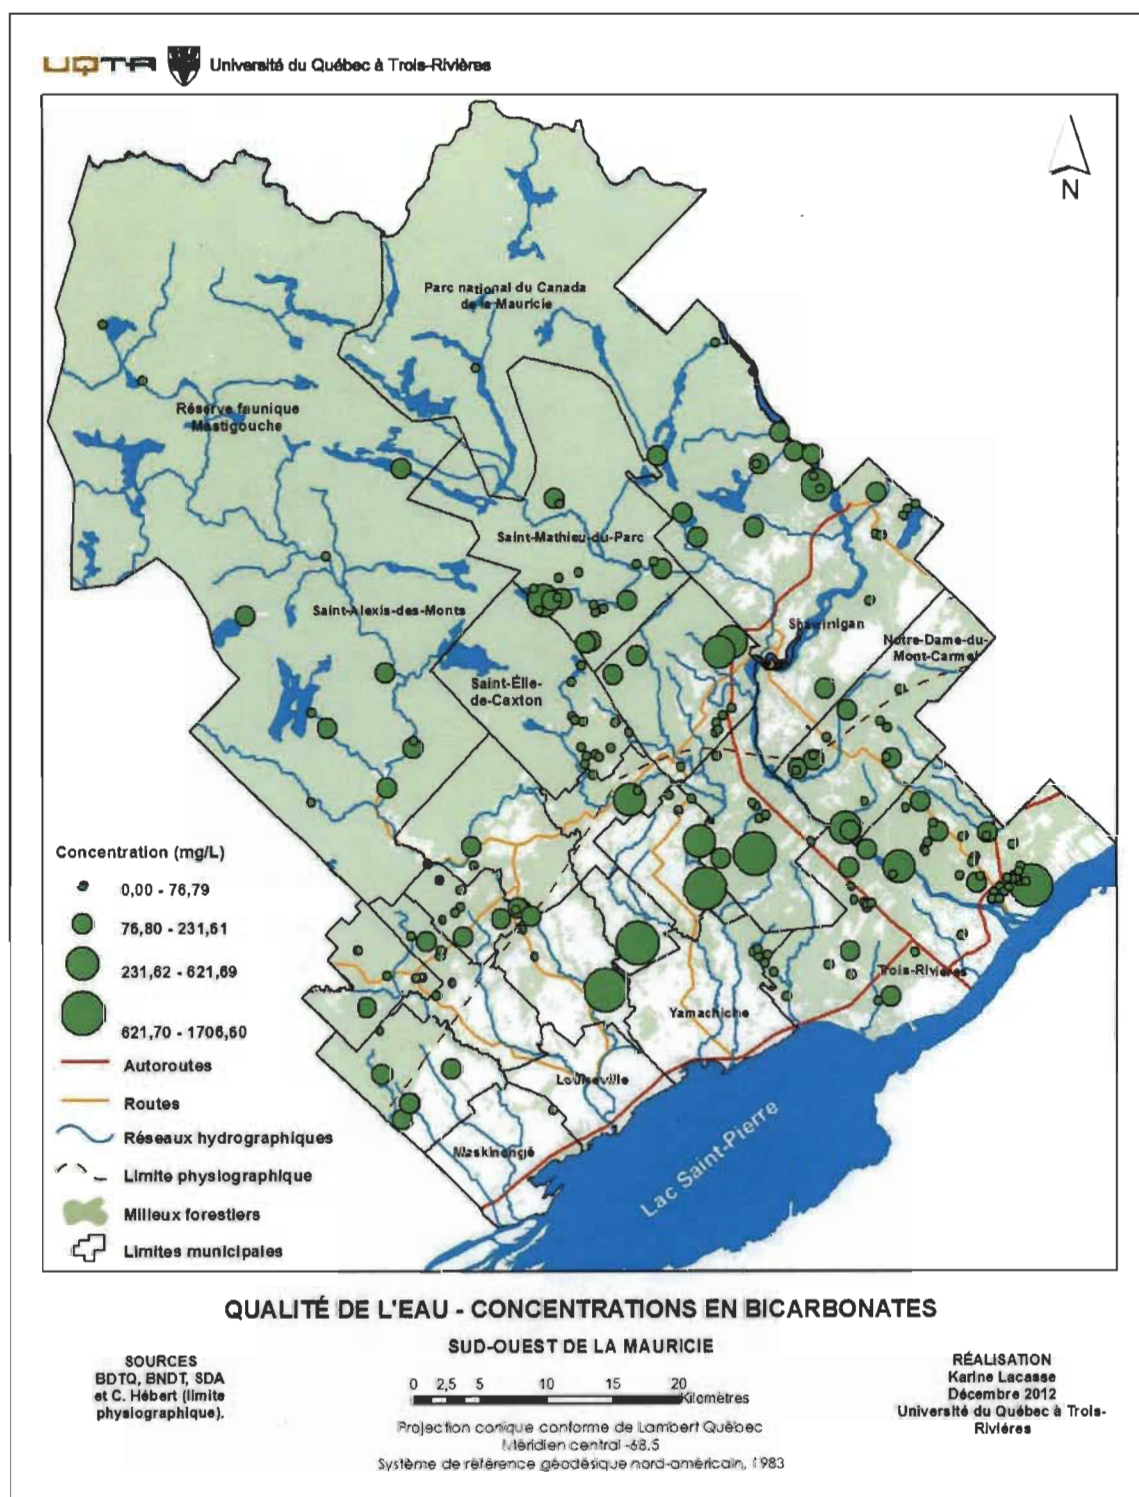 UQTR Université du Québec à Trois-Rivières
N
Parc national du Canada
de la Mauricie
Réserve faunique
Mastigouche
Saint-Mathieu-du-Parc
Saint-Alexis-des-Monts
Shawinigan
Notre-Dame-du-
Mont-Carmel
Saint-Élie-
de-Caxton
Trois-Rivières
Yamachiche
Louiseville
Maskinongé
Lac Saint-Pierre
Concentration (mg/L)
0,00 - 76,79
76,80 - 231,61
231,62 - 621,69
621,70 - 1706,60
Autoroutes
Routes
Réseaux hydrographiques
Limite physiographique
Milieux forestiers
Limites municipales
QUALITÉ DE L'EAU - CONCENTRATIONS EN BICARBONATES
SUD-OUEST DE LA MAURICIE
SOURCES
BDTQ, BNDT, SDA
et C. Hébert (limite
physiographique).
0 2,5 5 10 15 20
Kilomètres
Projection conique conforme de Lambert Québec
Méridien central -68.5
Système de référence géodésique nord-américain, 1983
RÉALISATION
Karine Lacasse
Décembre 2012
Université du Québec à Trois-
Rivières